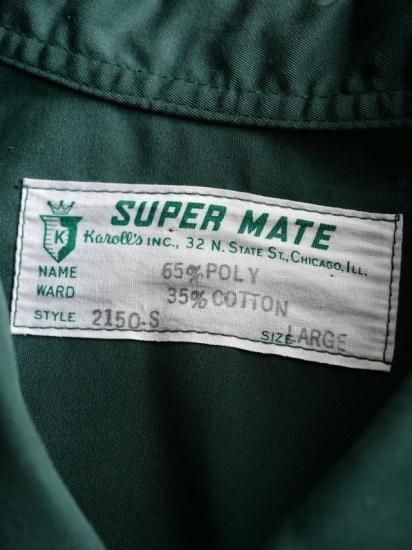 SUPER MATE
K
Karoll's INC., 32 N. STATE ST., CHICAGO, ILL.
NAME 65% POLY
WARD 35% COTTON
STYLE 2150-S SIZE LARGE